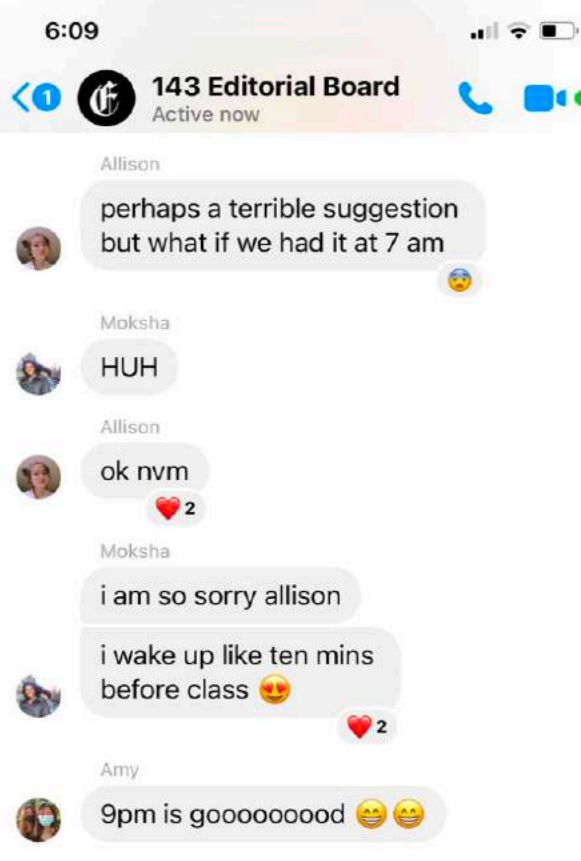 6:09
1
143 Editorial Board
Active now
Allison
perhaps a terrible suggestion
but what if we had it at 7 am
Moksha
HUH
Allison
ok nvm
2
Moksha
i am so sorry allison
i wake up like ten mins
before class 😍
2
Amy
9pm is gooooooood 😁😁